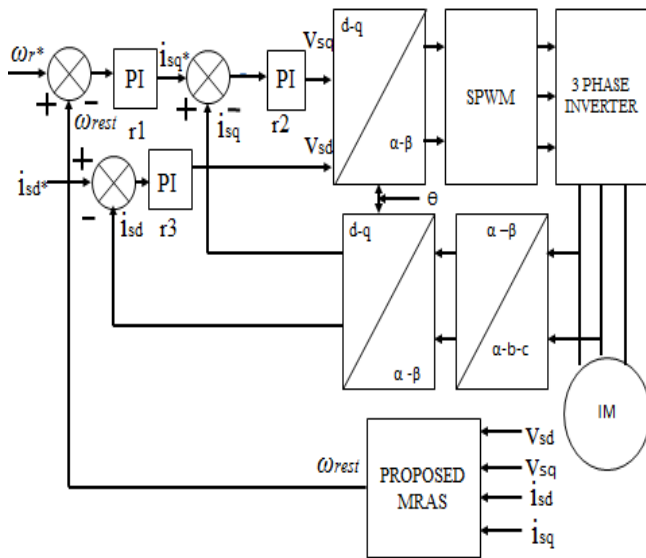 ωr*
+
-
ωrest
PI
r1
isq*
+
-
isq
-
PI
r2
Vsq
Vsd
d-q
α-β
SPWM
3 PHASE
INVERTER
isd*
+
-
isd
PI
r3
θ
d-q
α-β
α-β
α-b-c
IM
ωrest
PROPOSED
MRAS
Vsd
Vsq
isd
isq